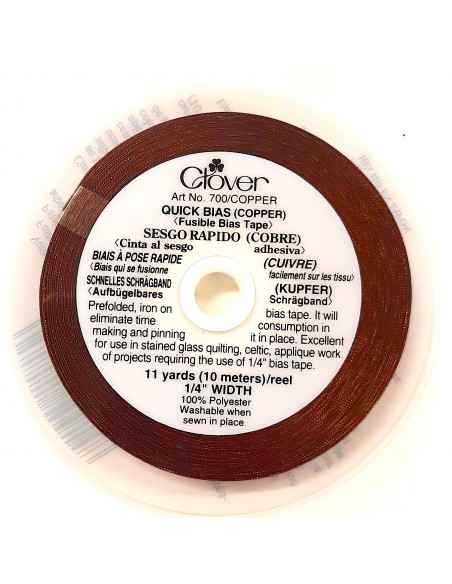 Clover
Art No. 700/COPPER
QUICK BIAS (COPPER)
<Fusible Bias Tape>
SESGO RAPIDO (COBRE)
<Cinta al sesgo adhesiva>
BIAIS À POSE RAPIDE (CUIVRE)
<Biais qui se fusionne facilement sur les tissu>
SCHNELLES SCHRÄGBAND (KUPFER)
<Aufbügelbares Schrägband>
Prefolded, iron on bias tape. It will
eliminate time consumption in
making and pinning it in place. Excellent
for use in stained glass quilting, celtic, applique work
of projects requiring the use of 1/4" bias tape.
11 yards (10 meters)/reel
1/4" WIDTH
100% Polyester
Washable when
sewn in place.